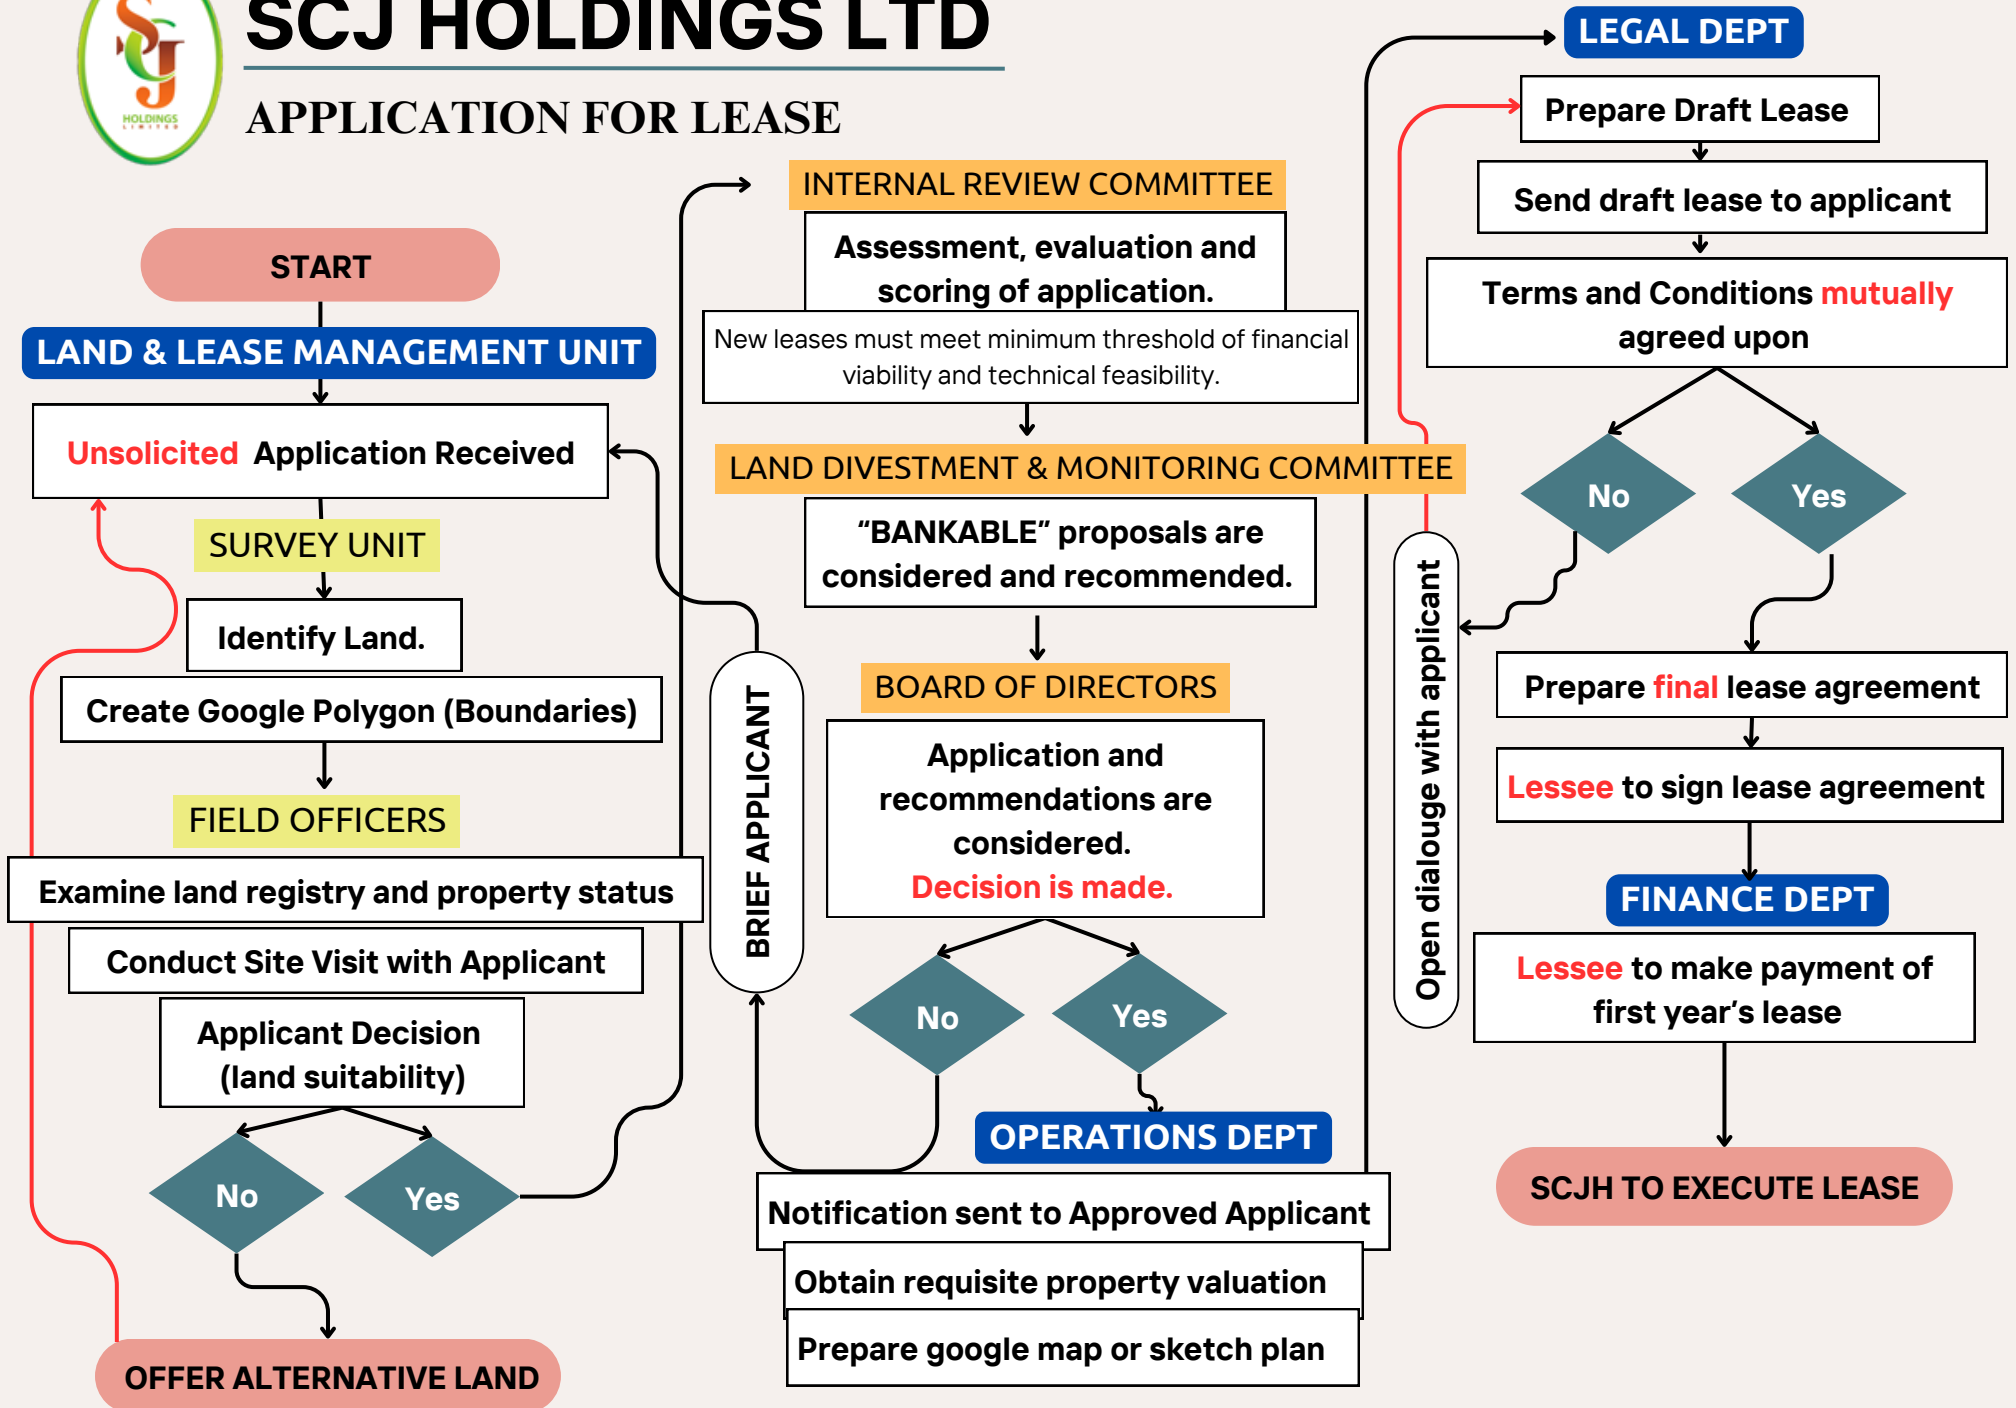 SCJ HOLDINGS LTD
SCJ
HOLDINGS
LIMITED
APPLICATION FOR LEASE
START
LAND & LEASE MANAGEMENT UNIT
Unsolicited Application Received
SURVEY UNIT
Identify Land.
Create Google Polygon (Boundaries)
FIELD OFFICERS
Examine land registry and property status
Conduct Site Visit with Applicant
Applicant Decision
(land suitability)
No
Yes
OFFER ALTERNATIVE LAND
INTERNAL REVIEW COMMITTEE
Assessment, evaluation and
scoring of application.
New leases must meet minimum threshold of financial
viability and technical feasibility.
LAND DIVESTMENT & MONITORING COMMITTEE
“BANKABLE” proposals are
considered and recommended.
BOARD OF DIRECTORS
Application and
recommendations are
considered.
Decision is made.
No
Yes
BRIEF APPLICANT
OPERATIONS DEPT
Notification sent to Approved Applicant
Obtain requisite property valuation
Prepare google map or sketch plan
LEGAL DEPT
Prepare Draft Lease
Send draft lease to applicant
Terms and Conditions mutually
agreed upon
No
Yes
Open dialouge with applicant
Prepare final lease agreement
Lessee to sign lease agreement
FINANCE DEPT
Lessee to make payment of
first year’s lease
SCJH TO EXECUTE LEASE